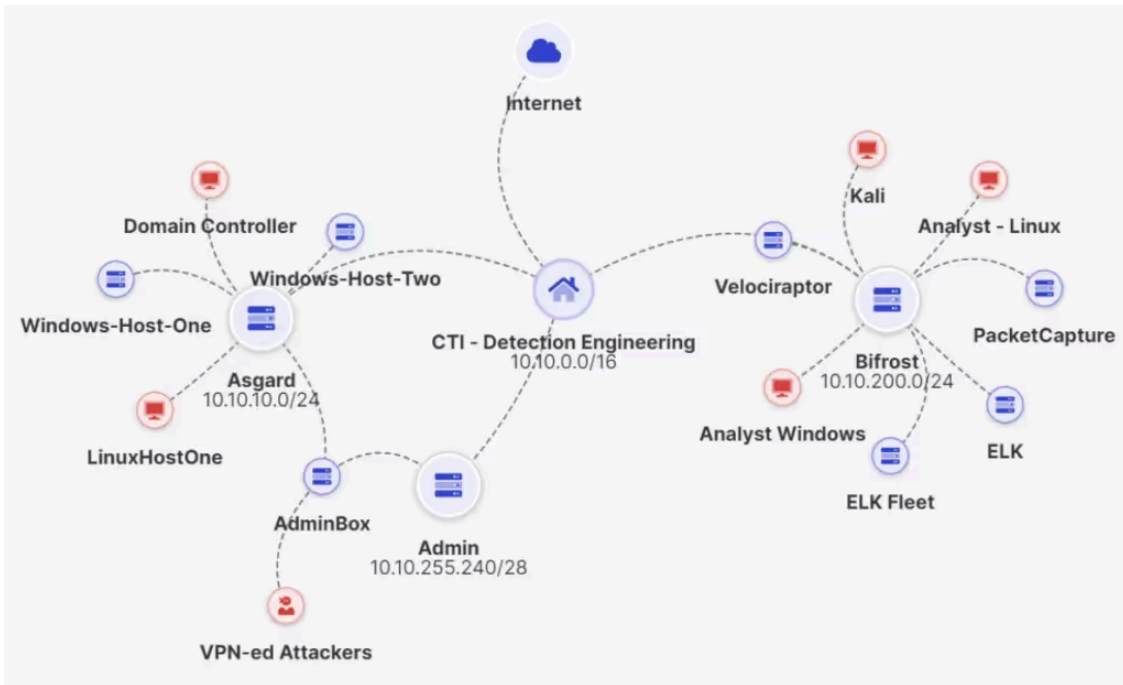 Internet
Kali
Domain Controller
Analyst - Linux
Windows-Host-Two
Velociraptor
Windows-Host-One
PacketCapture
CTI - Detection Engineering
10.10.0.0/16
Bifrost
10.10.200.0/24
Asgard
10.10.10.0/24
Analyst Windows
ELK
LinuxHostOne
ELK Fleet
AdminBox
Admin
10.10.255.240/28
VPN-ed Attackers